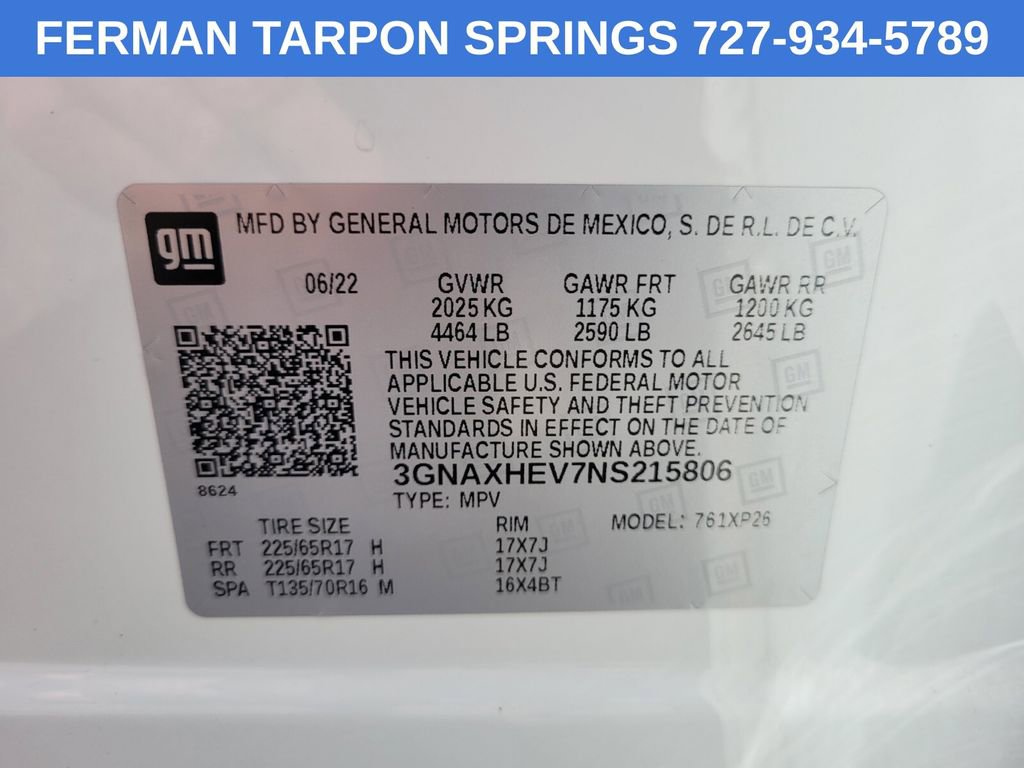 FERMAN TARPON SPRINGS 727-934-5789
gm MFD BY GENERAL MOTORS DE MEXICO, S. DE R.L. DE C.V.
06/22 GVWR GAWR FRT GAWR RR
2025 KG 1175 KG 1200 KG
4464 LB 2590 LB 2645 LB
THIS VEHICLE CONFORMS TO ALL
APPLICABLE U.S. FEDERAL MOTOR
VEHICLE SAFETY AND THEFT PREVENTION
STANDARDS IN EFFECT ON THE DATE OF
MANUFACTURE SHOWN ABOVE.
3GNAXHEV7NS215806
8624 TYPE: MPV
TIRE SIZE RIM MODEL: 761XP26
FRT 225/65R17 H 17X7J
RR 225/65R17 H 17X7J
SPA T135/70R16 M 16X4BT